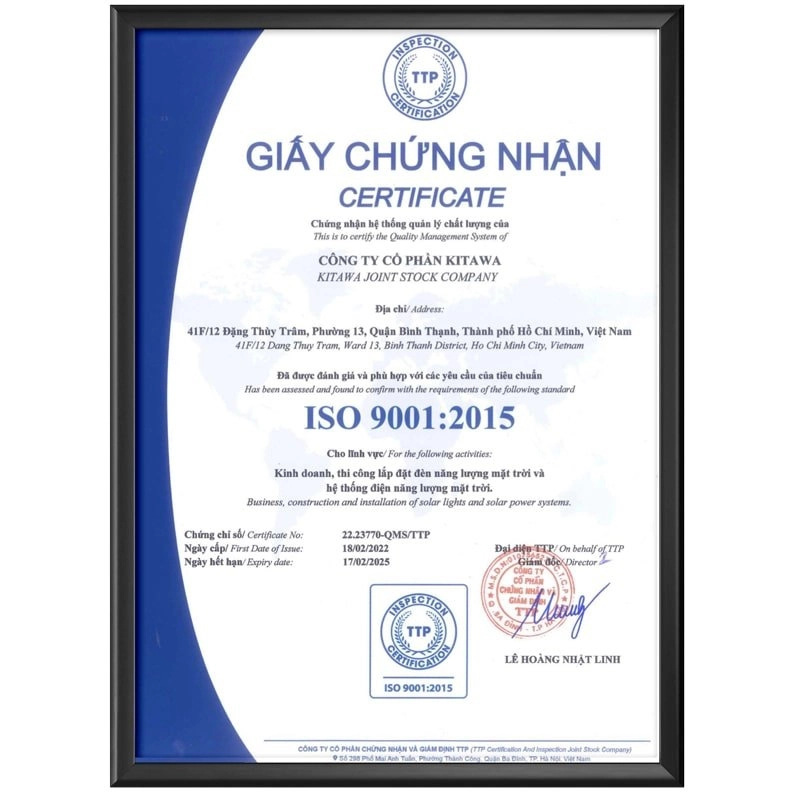 INSPECTION
TTP
CERTIFICATION
GIẤY CHỨNG NHẬN
CERTIFICATE
Chứng nhận hệ thống quản lý chất lượng của
This is to certify the Quality Management System of
CÔNG TY CỔ PHẦN KITAWA
KITAWA JOINT STOCK COMPANY
Địa chỉ/ Address:
41F/12 Đặng Thùy Trâm, Phường 13, Quận Bình Thạnh, Thành phố Hồ Chí Minh, Việt Nam
41F/12 Dang Thuy Tram, Ward 13, Binh Thanh District, Ho Chi Minh City, Vietnam
Đã được đánh giá và phù hợp với các yêu cầu của tiêu chuẩn
Has been assessed and found to confirm with the requirements of the following standard
ISO 9001:2015
Cho lĩnh vực/ For the following activities:
Kinh doanh, thi công lắp đặt đèn năng lượng mặt trời và
hệ thống điện năng lượng mặt trời.
Business, construction and installation of solar lights and solar power systems.
Chứng chỉ số/ Certificate No: 22.23770-QMS/TTP
Ngày cấp/ First Date of Issue: 18/02/2022
Ngày hết hạn/ Expiry date: 17/02/2025
Đại diện TTP/ On behalf of TTP
Giám đốc/ Director
CÔNG TY
CỔ PHẦN
CHỨNG NHẬN VÀ
GIÁM ĐỊNH
TTP
LÊ HOÀNG NHẬT LINH
INSPECTION
TTP
CERTIFICATION
ISO 9001:2015
CÔNG TY CỔ PHẦN CHỨNG NHẬN VÀ GIÁM ĐỊNH TTP (TTP Certification And Inspection Joint Stock Company)
Số 298 Phố Mai Anh Tuấn, Phường Thành Công, Quận Ba Đình, TP. Hà Nội, Việt Nam